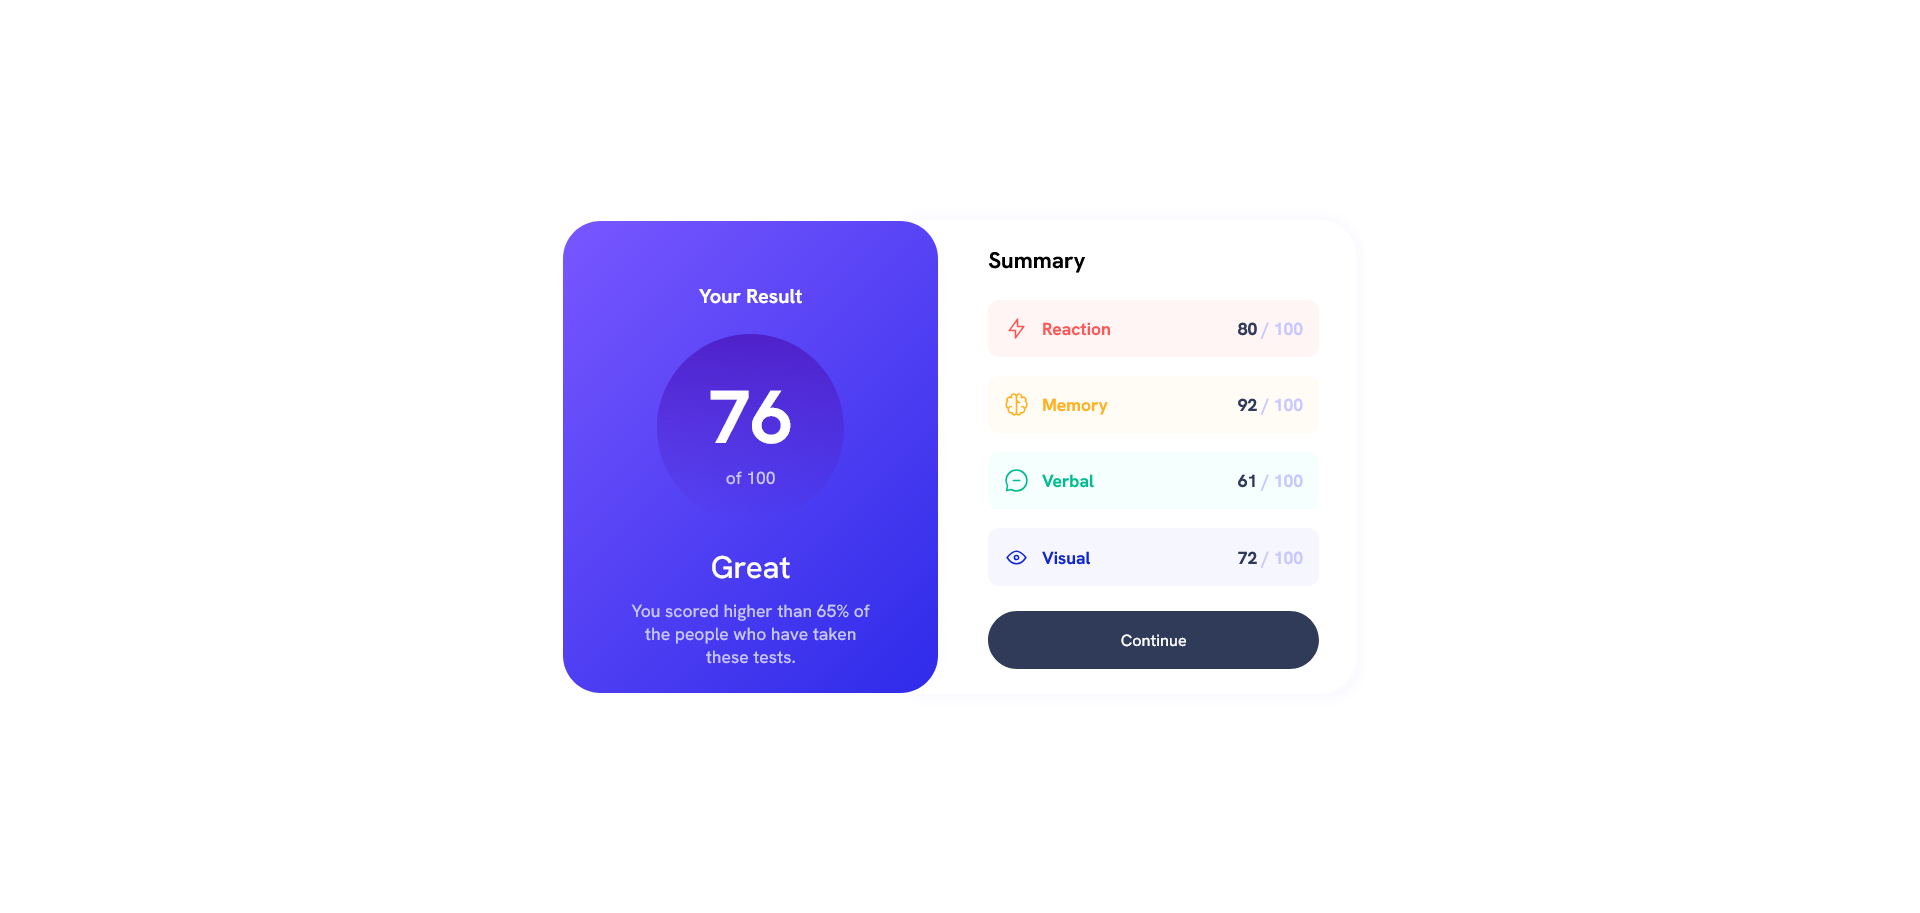 Your Result
76
of 100
Great
You scored higher than 65% of
the people who have taken
these tests.
Summary
Reaction 80 / 100
Memory 92 / 100
Verbal 61 / 100
Visual 72 / 100
Continue